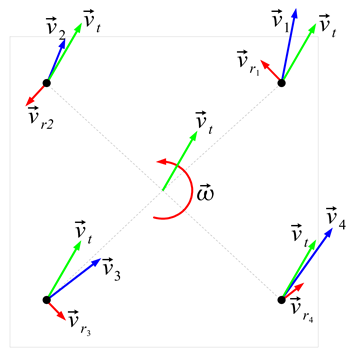 v⃗₂ v⃗ₜ v⃗₁ v⃗ₜ
v⃗ᵣ₂ v⃗ᵣ₁
v⃗ₜ
ω⃗
v⃗ₜ v⃗₃ v⃗ₜ v⃗₄
v⃗ᵣ₃ v⃗ᵣ₄